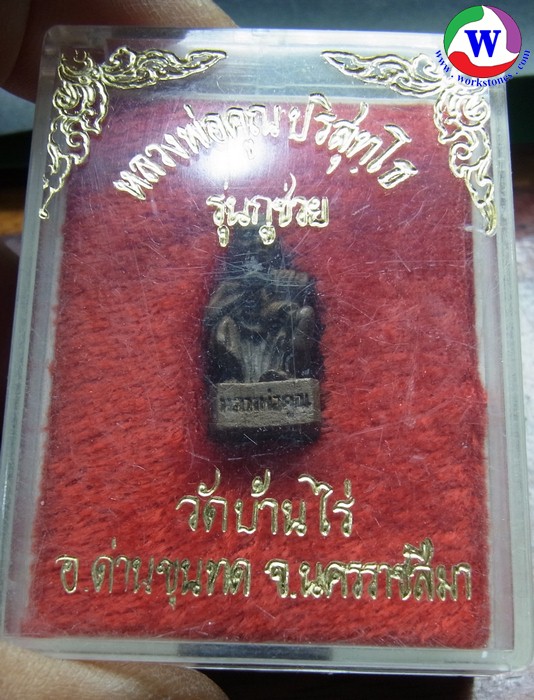 W
www.workstones.com
หลวงพ่อคูณ ปริสุทฺโธ
รุ่นกูช่วย
หลวงพ่อคูณ
วัดบ้านไร่
อ.ด่านขุนทด จ.นครราชสีมา